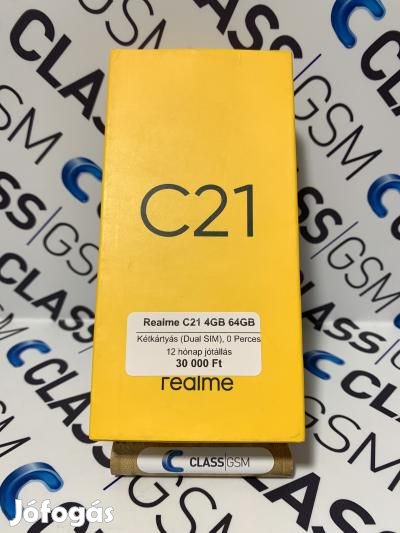 C21
Realme C21 4GB 64GB
Kétkártyás (Dual SIM), 0 Perces
12 hónap jótállás
30 000 Ft
realme
CLASS|GSM
Jófogás